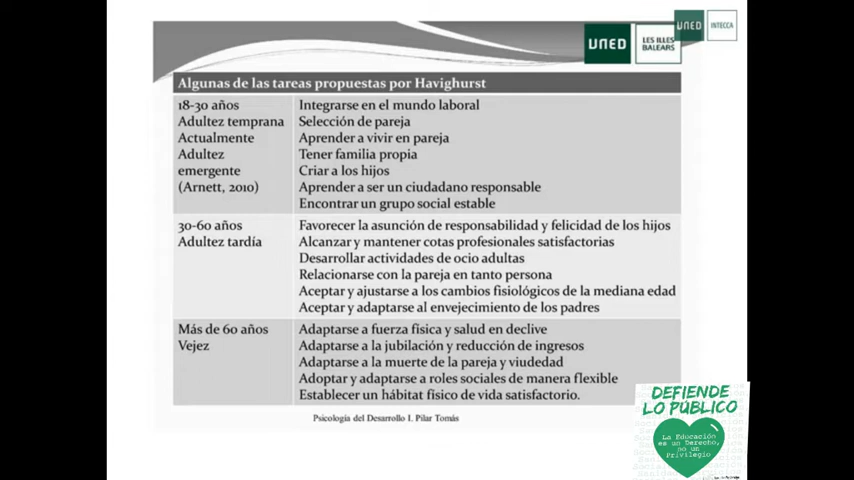 UNED
INTECCA
UNED
LES ILLES
BALEARS
Algunas de las tareas propuestas por Havighurst
18-30 años
Adultez temprana
Actualmente
Adultez
emergente
(Arnett, 2010)
Integrarse en el mundo laboral
Selección de pareja
Aprender a vivir en pareja
Tener familia propia
Criar a los hijos
Aprender a ser un ciudadano responsable
Encontrar un grupo social estable
30-60 años
Adultez tardía
Favorecer la asunción de responsabilidad y felicidad de los hijos
Alcanzar y mantener cotas profesionales satisfactorias
Desarrollar actividades de ocio adultas
Relacionarse con la pareja en tanto persona
Aceptar y ajustarse a los cambios fisiológicos de la mediana edad
Aceptar y adaptarse al envejecimiento de los padres
Más de 60 años
Vejez
Adaptarse a fuerza física y salud en declive
Adaptarse a la jubilación y reducción de ingresos
Adaptarse a la muerte de la pareja y viudedad
Adoptar y adaptarse a roles sociales de manera flexible
Establecer un hábitat físico de vida satisfactorio.
Psicología del Desarrollo I. Pilar Tomás
DEFIENDE
LO PÚBLICO
La Educación
es un Derecho,
no un
Privilegio